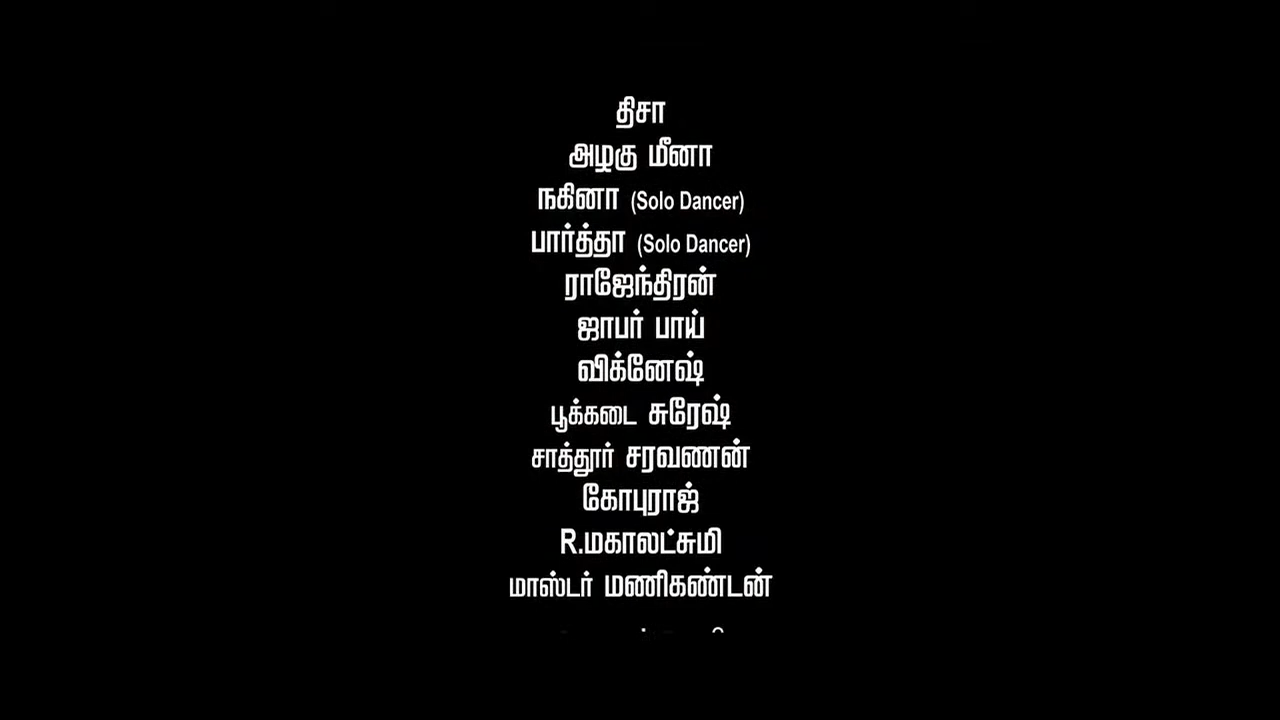 திசா
அழகு மீனா
நகினா (Solo Dancer)
பார்த்தா (Solo Dancer)
ராஜேந்திரன்
ஜாபர் பாய்
விக்னேஷ்
பூக்கடை சுரேஷ்
சாத்தூர் சரவணன்
கோபுராஜ்
R.மகாலட்சுமி
மாஸ்டர் மணிகண்டன்